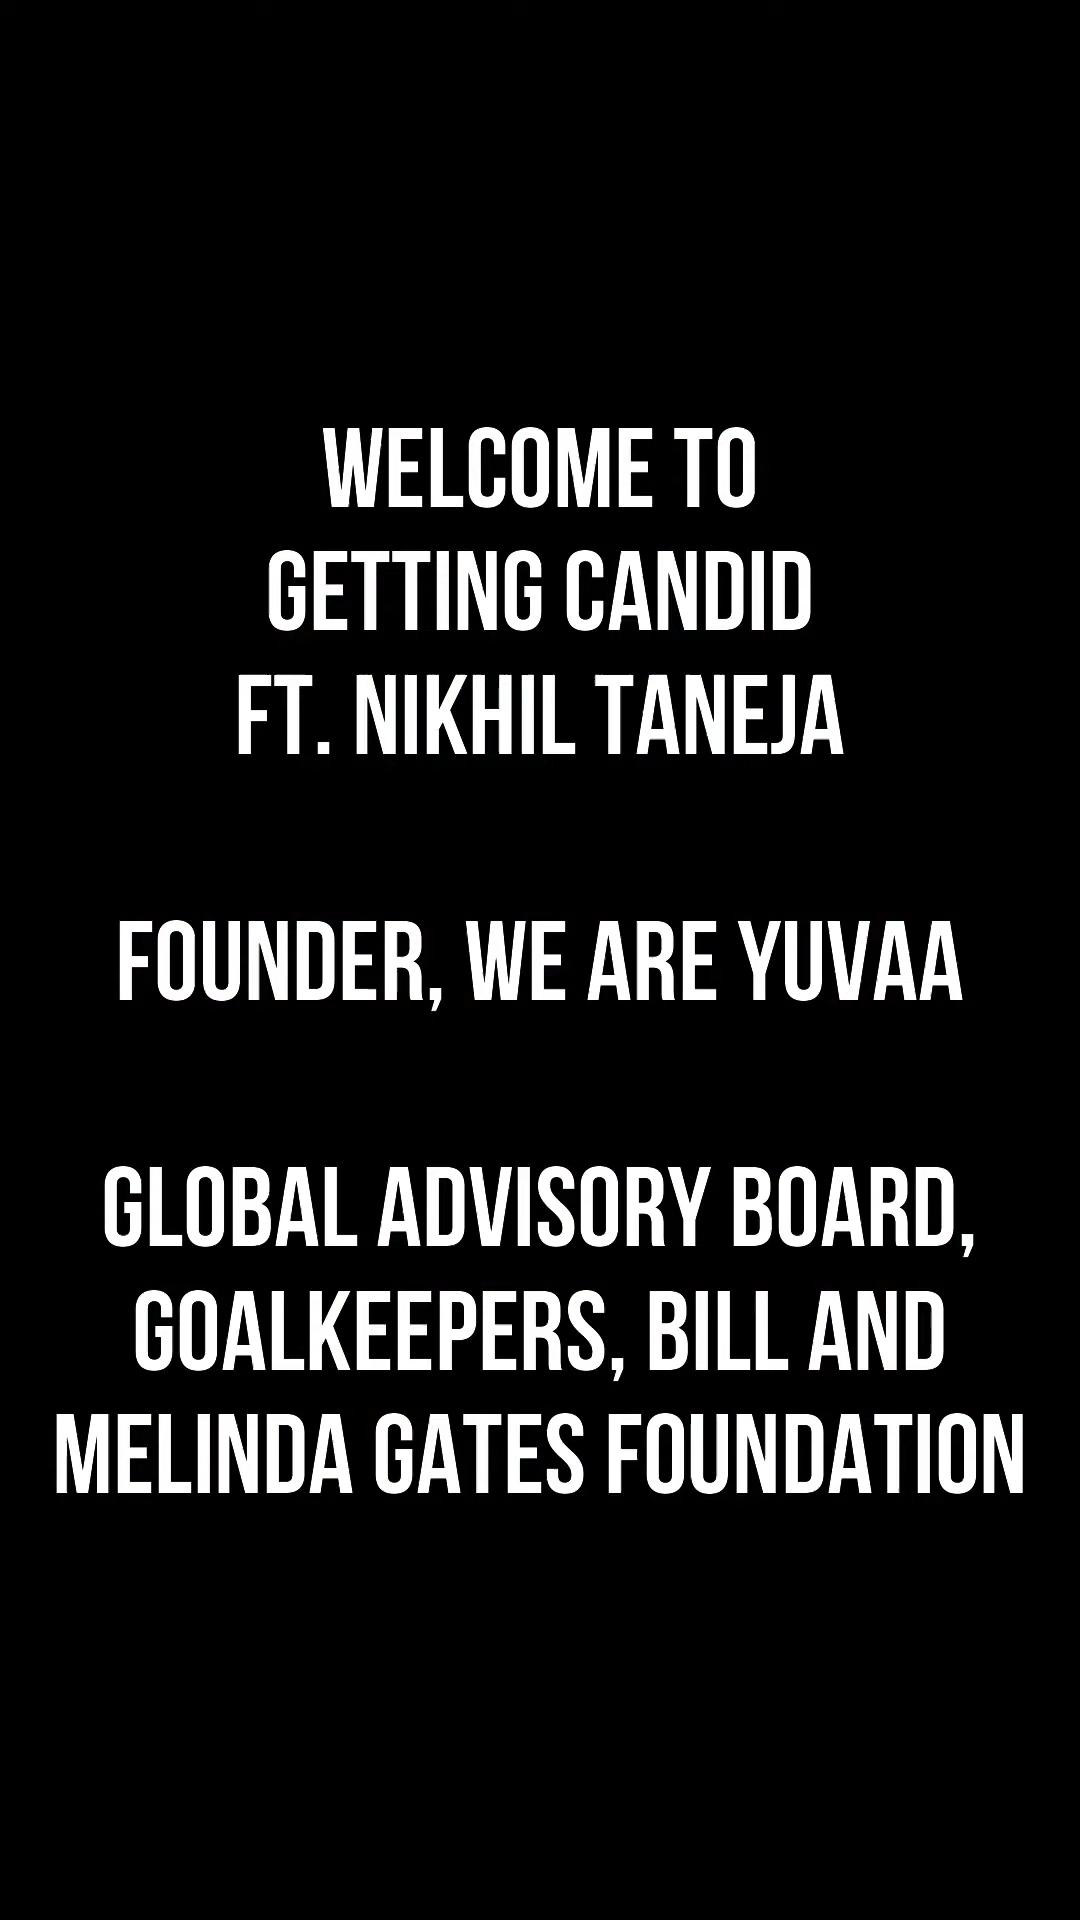 WELCOME TO
GETTING CANDID
FT. NIKHIL TANEJA
FOUNDER, WE ARE YUVAA
GLOBAL ADVISORY BOARD,
GOALKEEPERS, BILL AND
MELINDA GATES FOUNDATION